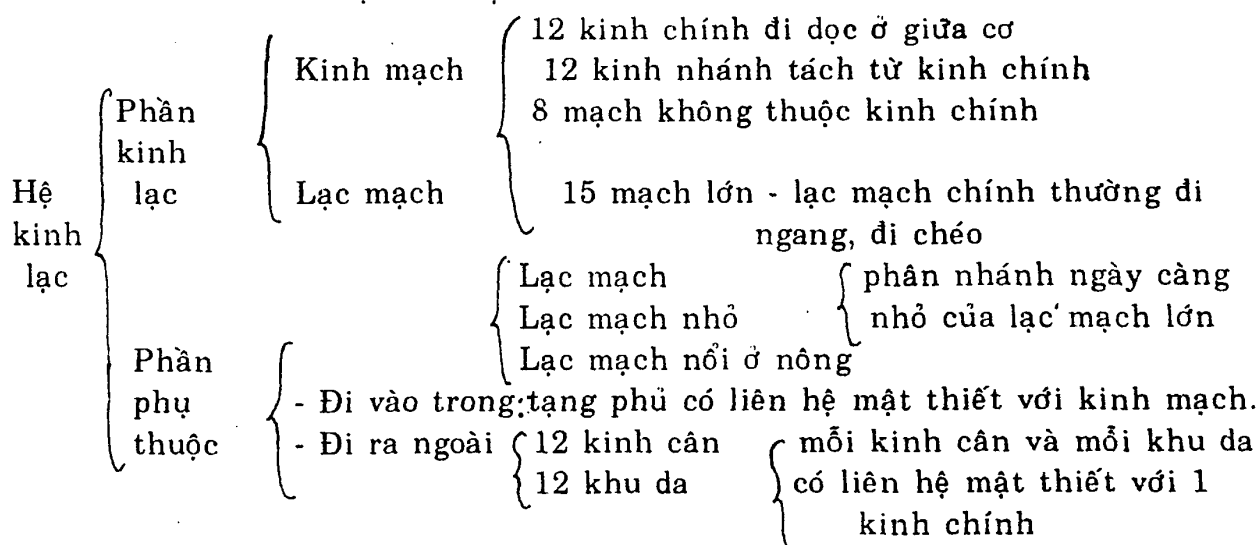 12 kinh chính đi dọc ở giữa cơ
Kinh mạch 12 kinh nhánh tách từ kinh chính
Phần 8 mạch không thuộc kinh chính
kinh
Hệ lạc Lạc mạch 15 mạch lớn - lạc mạch chính thường đi
kinh ngang, đi chéo
lạc Lạc mạch phân nhánh ngày càng
Lạc mạch nhỏ nhỏ của lạc mạch lớn
Phần Lạc mạch nổi ở nông
phụ - Đi vào trong: tạng phủ có liên hệ mật thiết với kinh mạch.
thuộc - Đi ra ngoài 12 kinh cân mỗi kinh cân và mỗi khu da
12 khu da có liên hệ mật thiết với 1
kinh chính